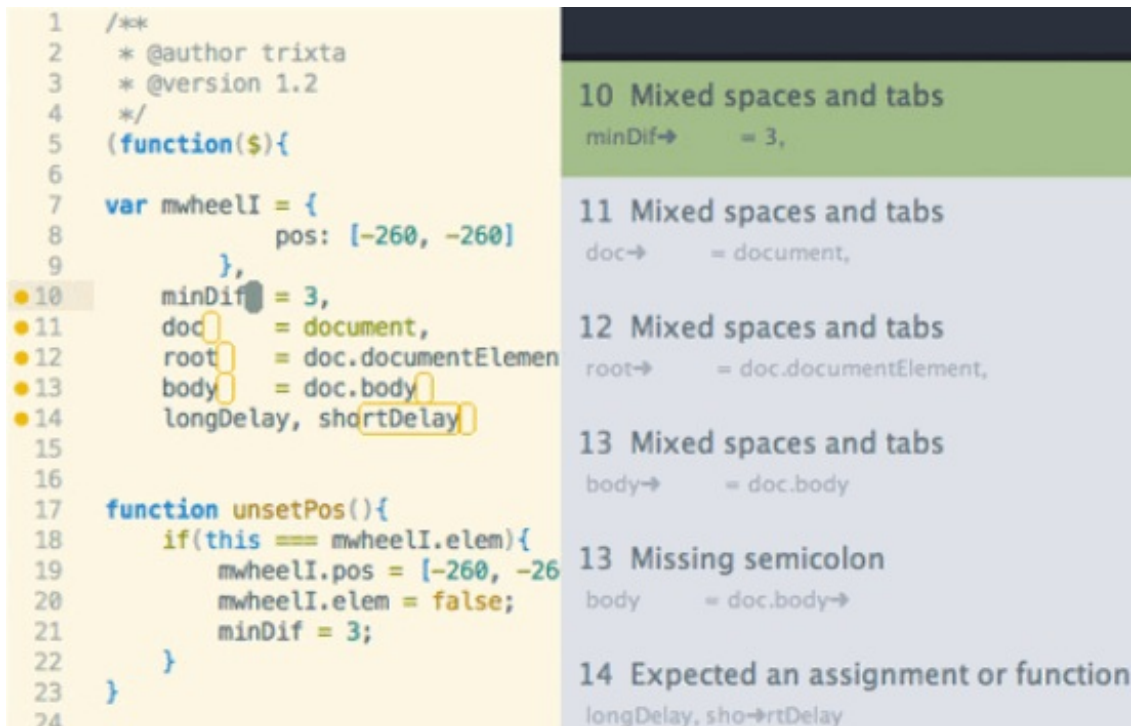 1 /**
2 * @author trixta
3 * @version 1.2
4 */
5 (function($){
6
7 var mwheelI = {
8 pos: [-260, -260]
9 },
10 minDif = 3,
11 doc = document,
12 root = doc.documentElemen
13 body = doc.body
14 longDelay, shortDelay
15
16
17 function unsetPos(){
18 if(this === mwheelI.elem){
19 mwheelI.pos = [-260, -26
20 mwheelI.elem = false;
21 minDif = 3;
22 }
23 }
24
10 Mixed spaces and tabs
minDif➜ = 3,
11 Mixed spaces and tabs
doc➜ = document,
12 Mixed spaces and tabs
root➜ = doc.documentElement,
13 Mixed spaces and tabs
body➜ = doc.body
13 Missing semicolon
body = doc.body➜
14 Expected an assignment or function
longDelay, sho➜rtDelay